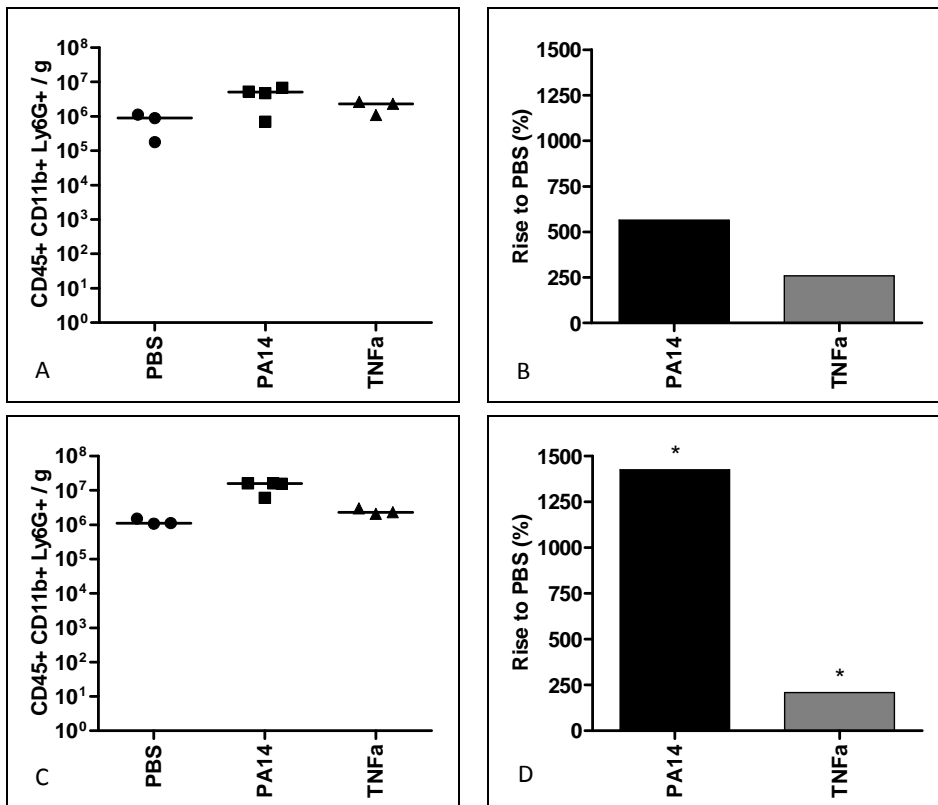 CD45+ CD11b+ Ly6G+ / g
10⁸
10⁷
10⁶
10⁵
10⁴
10³
10²
10¹
10⁰
PBS
PA14
TNFa
A
Rise to PBS (%)
1500
1250
1000
750
500
250
0
PA14
TNFa
B
CD45+ CD11b+ Ly6G+ / g
10⁸
10⁷
10⁶
10⁵
10⁴
10³
10²
10¹
10⁰
PBS
PA14
TNFa
C
Rise to PBS (%)
1500
1250
1000
750
500
250
0
*
*
PA14
TNFa
D